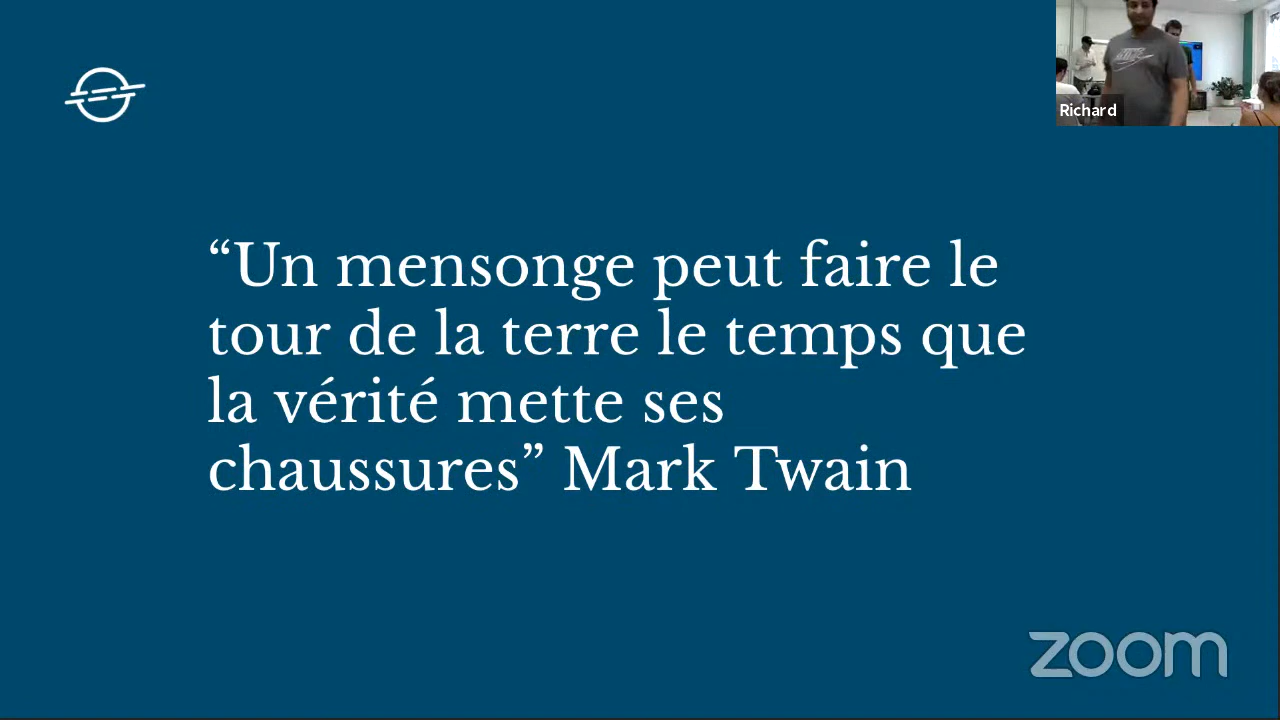 Richard
“Un mensonge peut faire le
tour de la terre le temps que
la vérité mette ses
chaussures” Mark Twain
zoom